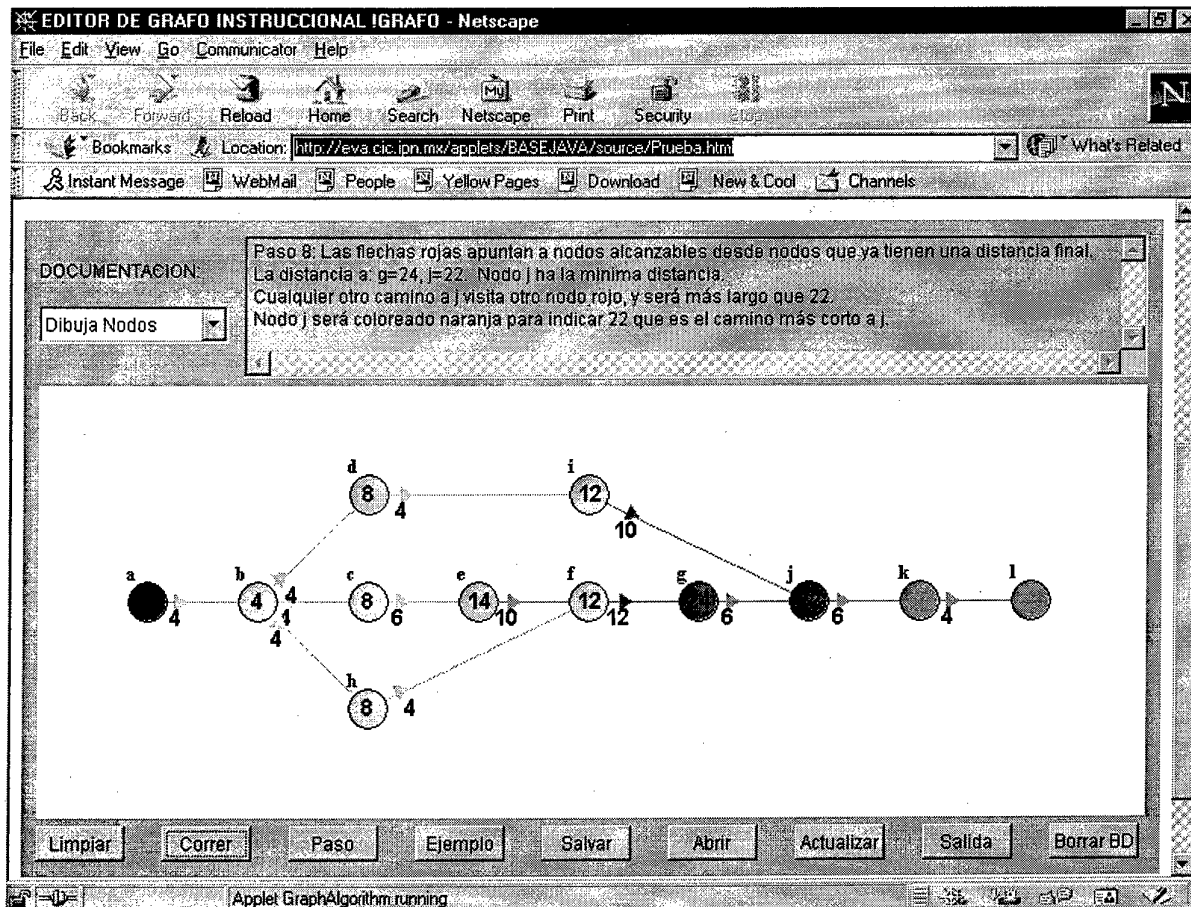 EDITOR DE GRAFO INSTRUCCIONAL !GRAFO - Netscape
File Edit View Go Communicator Help
Back Forward Reload Home Search Netscape Print Security Stop
My
N
Bookmarks Location: http://eva.cic.ipn.mx/applets/BASEJAVA/source/Prueba.htm What's Related
Instant Message WebMail People Yellow Pages Download New & Cool Channels
DOCUMENTACION:
Dibuja Nodos
Paso 8: Las flechas rojas apuntan a nodos alcanzables desde nodos que ya tienen una distancia final.
La distancia a: g=24, j=22. Nodo j ha la minima distancia.
Cualquier otro camino a j visita otro nodo rojo, y será más largo que 22.
Nodo j será coloreado naranja para indicar 22 que es el camino más corto a j.
d i
8 4 12
10
a b c e f g j k l
4 4 4 8 6 14 10 12 12 6 6 4
4
h
8 4
Limpiar Correr Paso Ejemplo Salvar Abrir Actualizar Salida Borrar BD
Applet GraphAlgorithm running